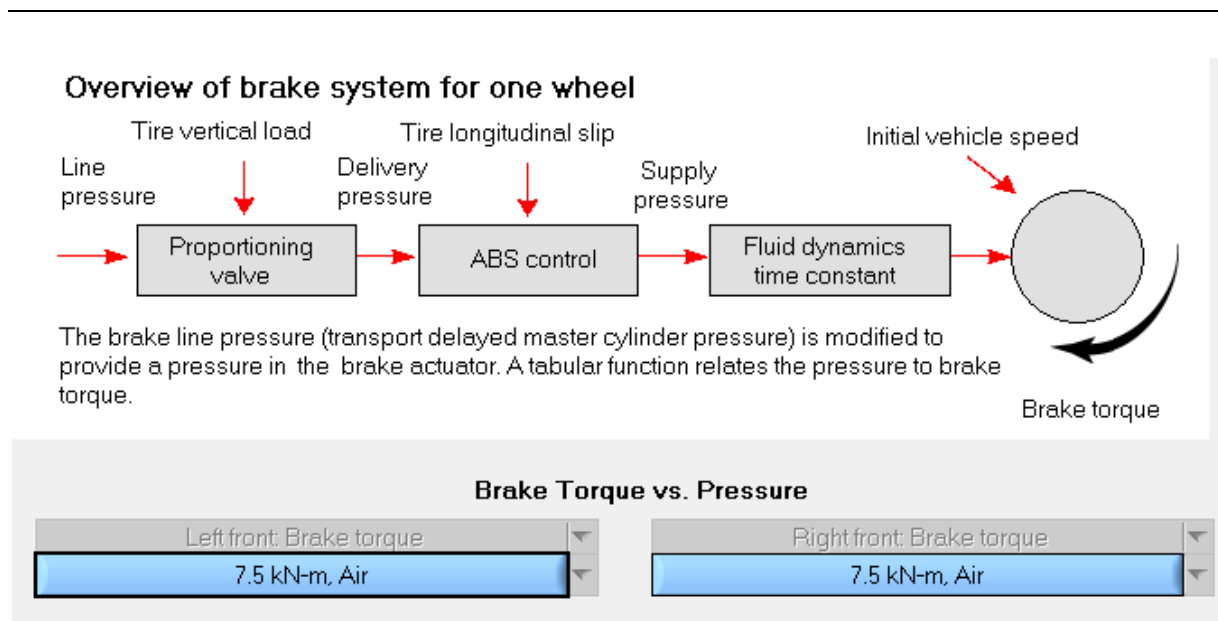 Overview of brake system for one wheel
Tire vertical load
Tire longitudinal slip
Initial vehicle speed
Line
pressure
Delivery
pressure
Supply
pressure
Proportioning
valve
ABS control
Fluid dynamics
time constant
The brake line pressure (transport delayed master cylinder pressure) is modified to
provide a pressure in the brake actuator. A tabular function relates the pressure to brake
torque.
Brake torque
Brake Torque vs. Pressure
Left front: Brake torque
Right front: Brake torque
7.5 kN-m, Air
7.5 kN-m, Air